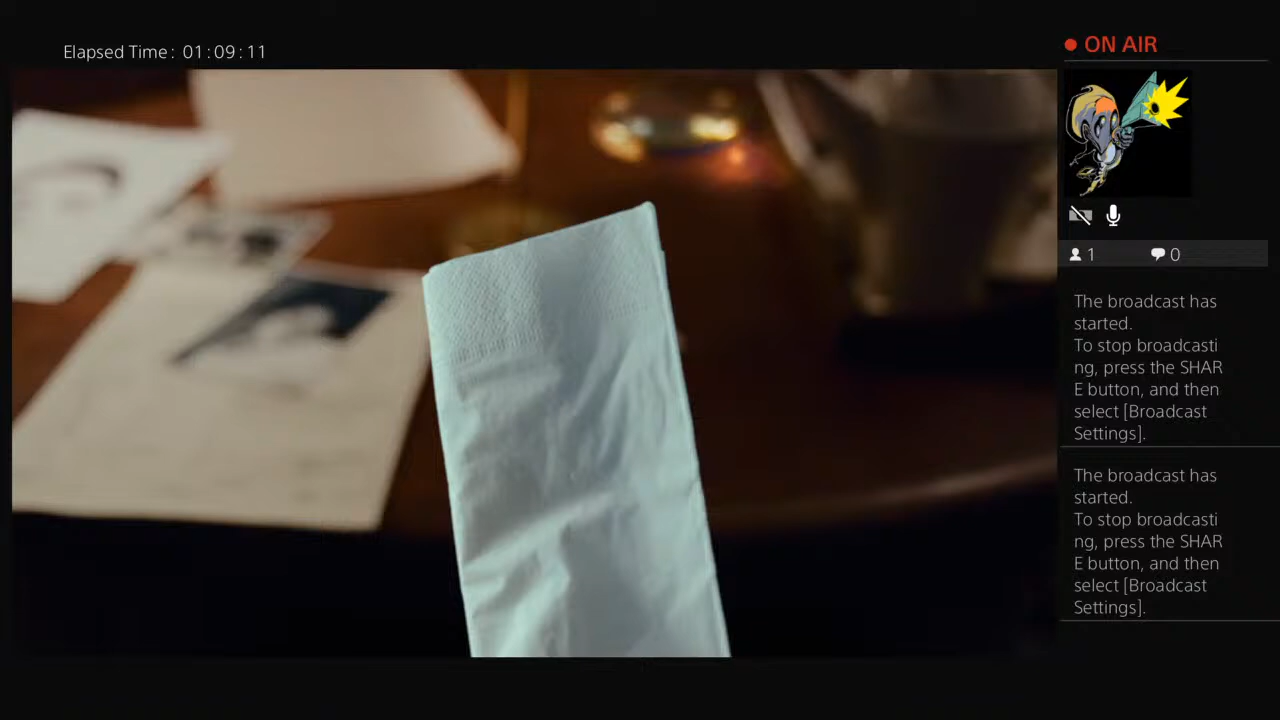 Elapsed Time: 01:09:11
ON AIR
1
0
The broadcast has
started.
To stop broadcasti
ng, press the SHAR
E button, and then
select [Broadcast
Settings].
The broadcast has
started.
To stop broadcasti
ng, press the SHAR
E button, and then
select [Broadcast
Settings].